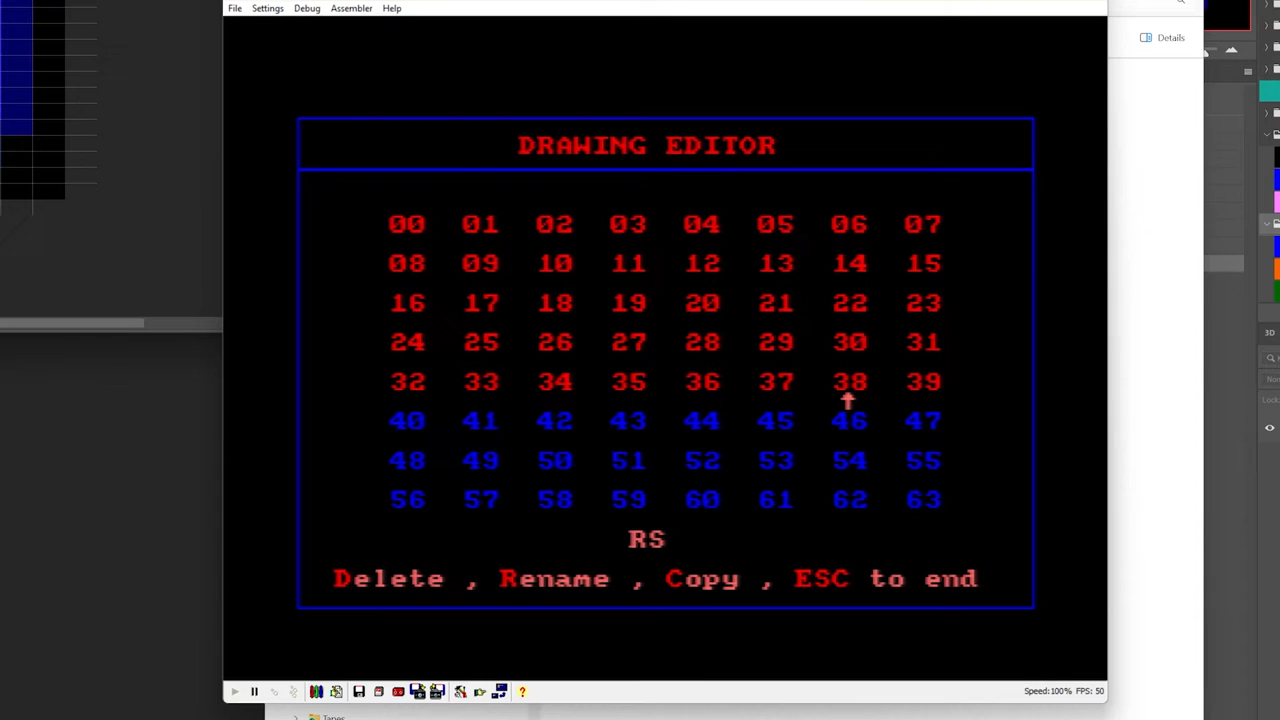 File Settings Debug Assembler Help
Details
DRAWING EDITOR
00 01 02 03 04 05 06 07
08 09 10 11 12 13 14 15
16 17 18 19 20 21 22 23
24 25 26 27 28 29 30 31
32 33 34 35 36 37 38 39
40 41 42 43 44 45 46 47
48 49 50 51 52 53 54 55
56 57 58 59 60 61 62 63
RS
Delete , Rename , Copy , ESC to end
Speed:100% FPS: 50
3D
Nor
Lock:
Tapes